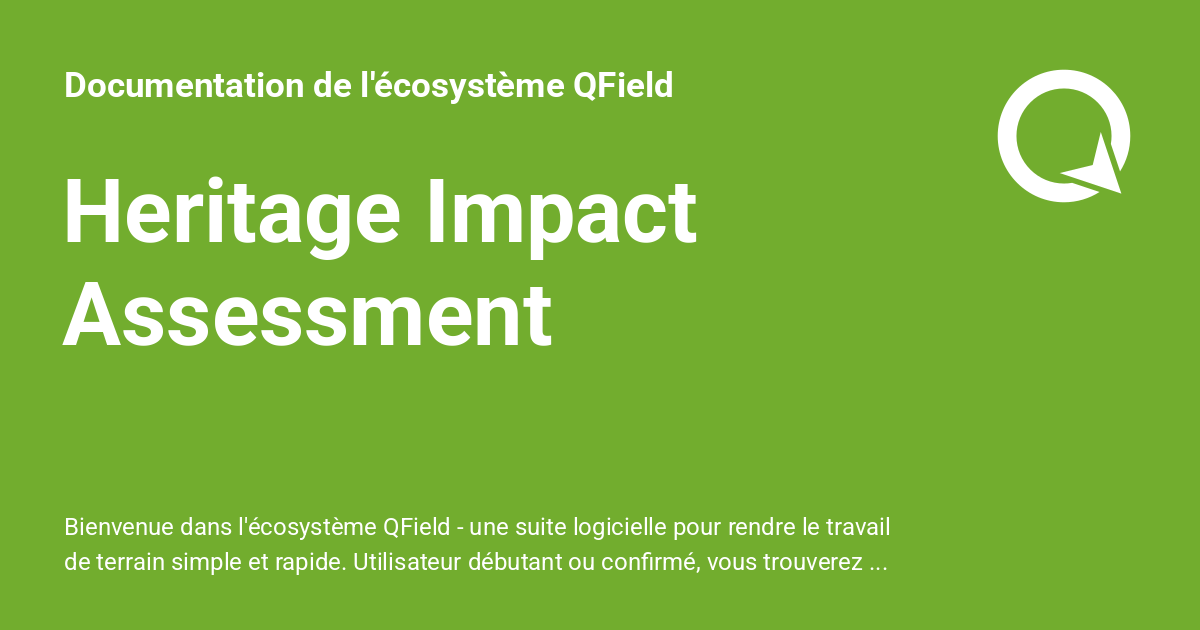 Documentation de l'écosystème QField
Heritage Impact
Assessment
Bienvenue dans l'écosystème QField - une suite logicielle pour rendre le travail
de terrain simple et rapide. Utilisateur débutant ou confirmé, vous trouverez ...